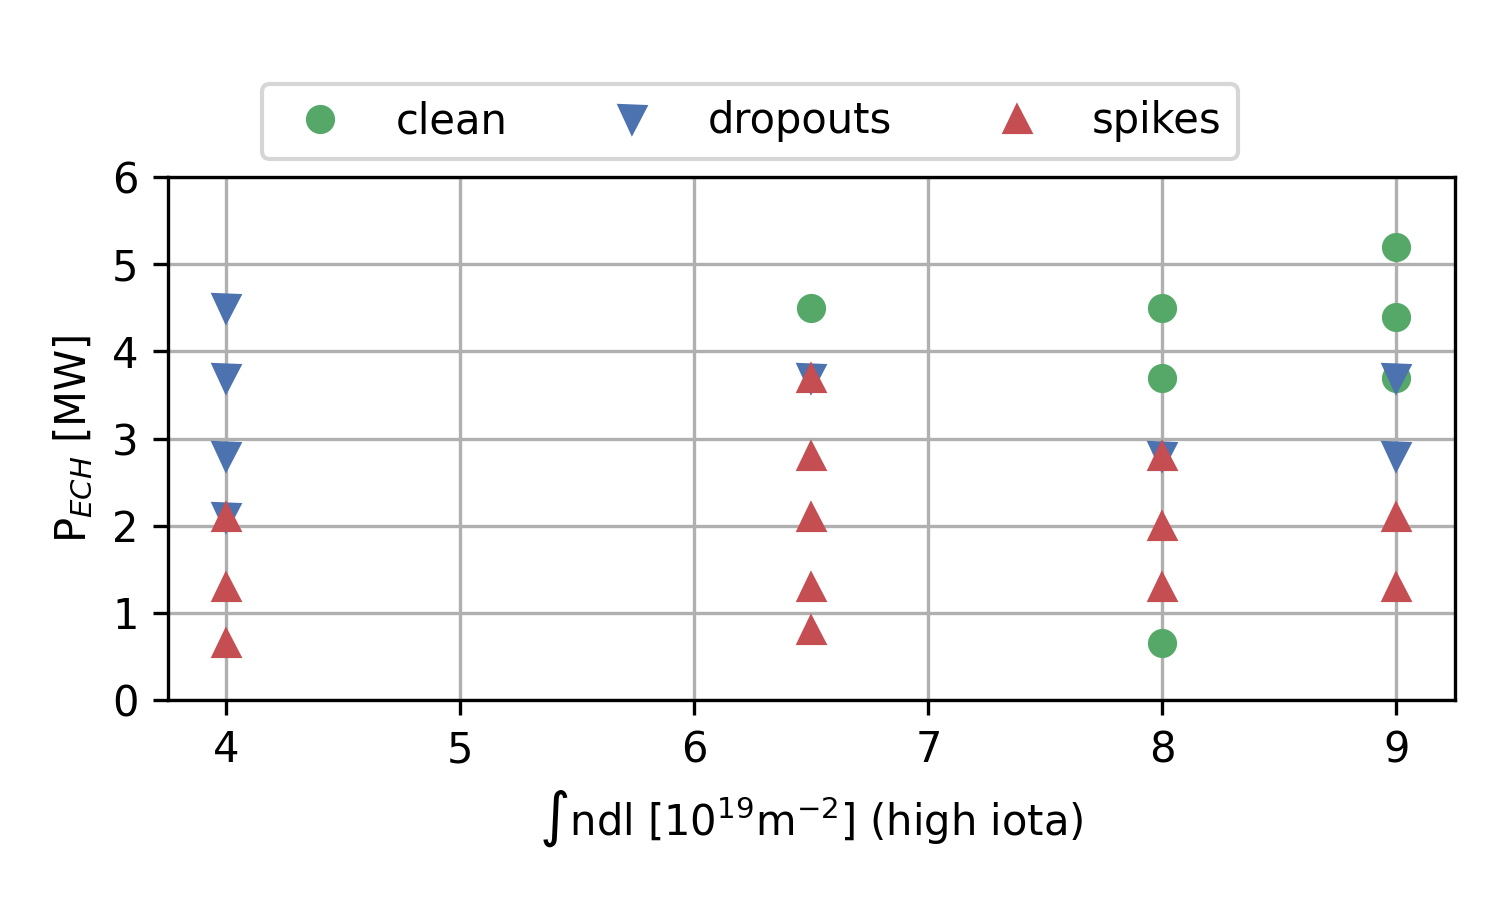 clean dropouts spikes
6
5
4
3
2
1
0
P_ECH [MW]
4 5 6 7 8 9
∫ndl [10^19m^−2] (high iota)